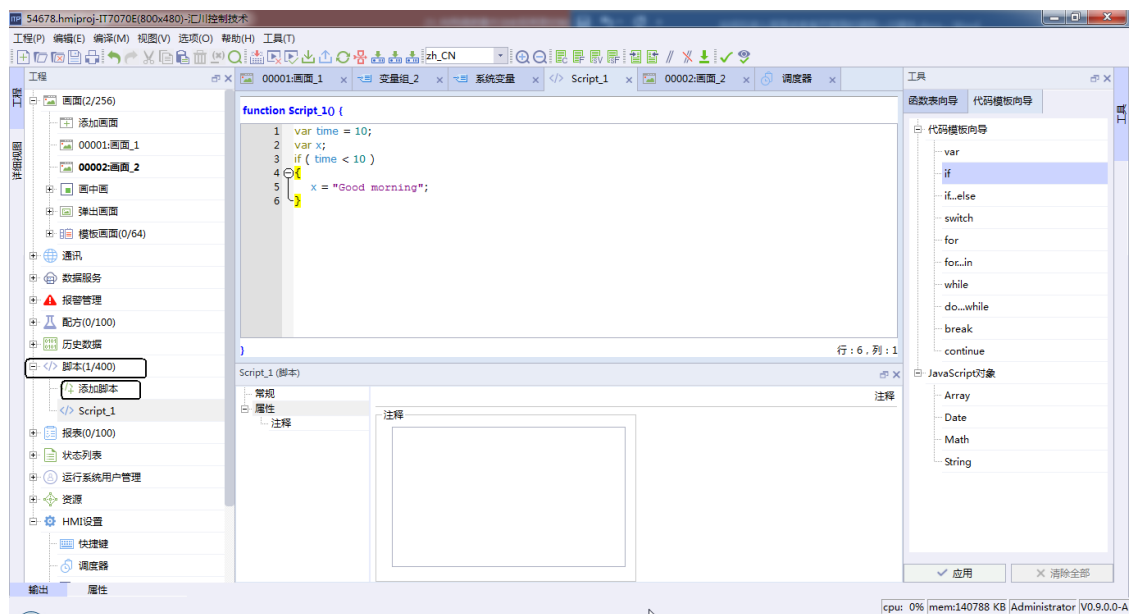 54678.hmiproj-IT7070E(800x480)-汇川控制技术
工程(P) 编辑(E) 编译(M) 视图(V) 选项(O) 帮助(H) 工具(T)
zh_CN
工程
00001:画面_1
变量组_2
系统变量
Script_1
00002:画面_2
调度器
工具
工程
详细视图
画面(2/256)
添加画面
00001:画面_1
00002:画面_2
画中画
弹出画面
模板画面(0/64)
通讯
数据服务
报警管理
配方(0/100)
历史数据
脚本(1/400)
添加脚本
Script_1
报表(0/100)
状态列表
运行系统用户管理
资源
HMI设置
快捷键
调度器
输出 属性
function Script_1() {
1 var time = 10;
2 var x;
3 if ( time < 10 )
4 {
5 x = "Good morning";
6 }
}
行:6,列:1
Script_1 (脚本)
常规
属性
注释
注释
注释
函数表向导 代码模板向导
代码模板向导
var
if
if...else
switch
for
for...in
while
do...while
break
continue
JavaScript对象
Array
Date
Math
String
应用
清除全部
工具
cpu: 0% mem:140788 KB Administrator V0.9.0.0-A